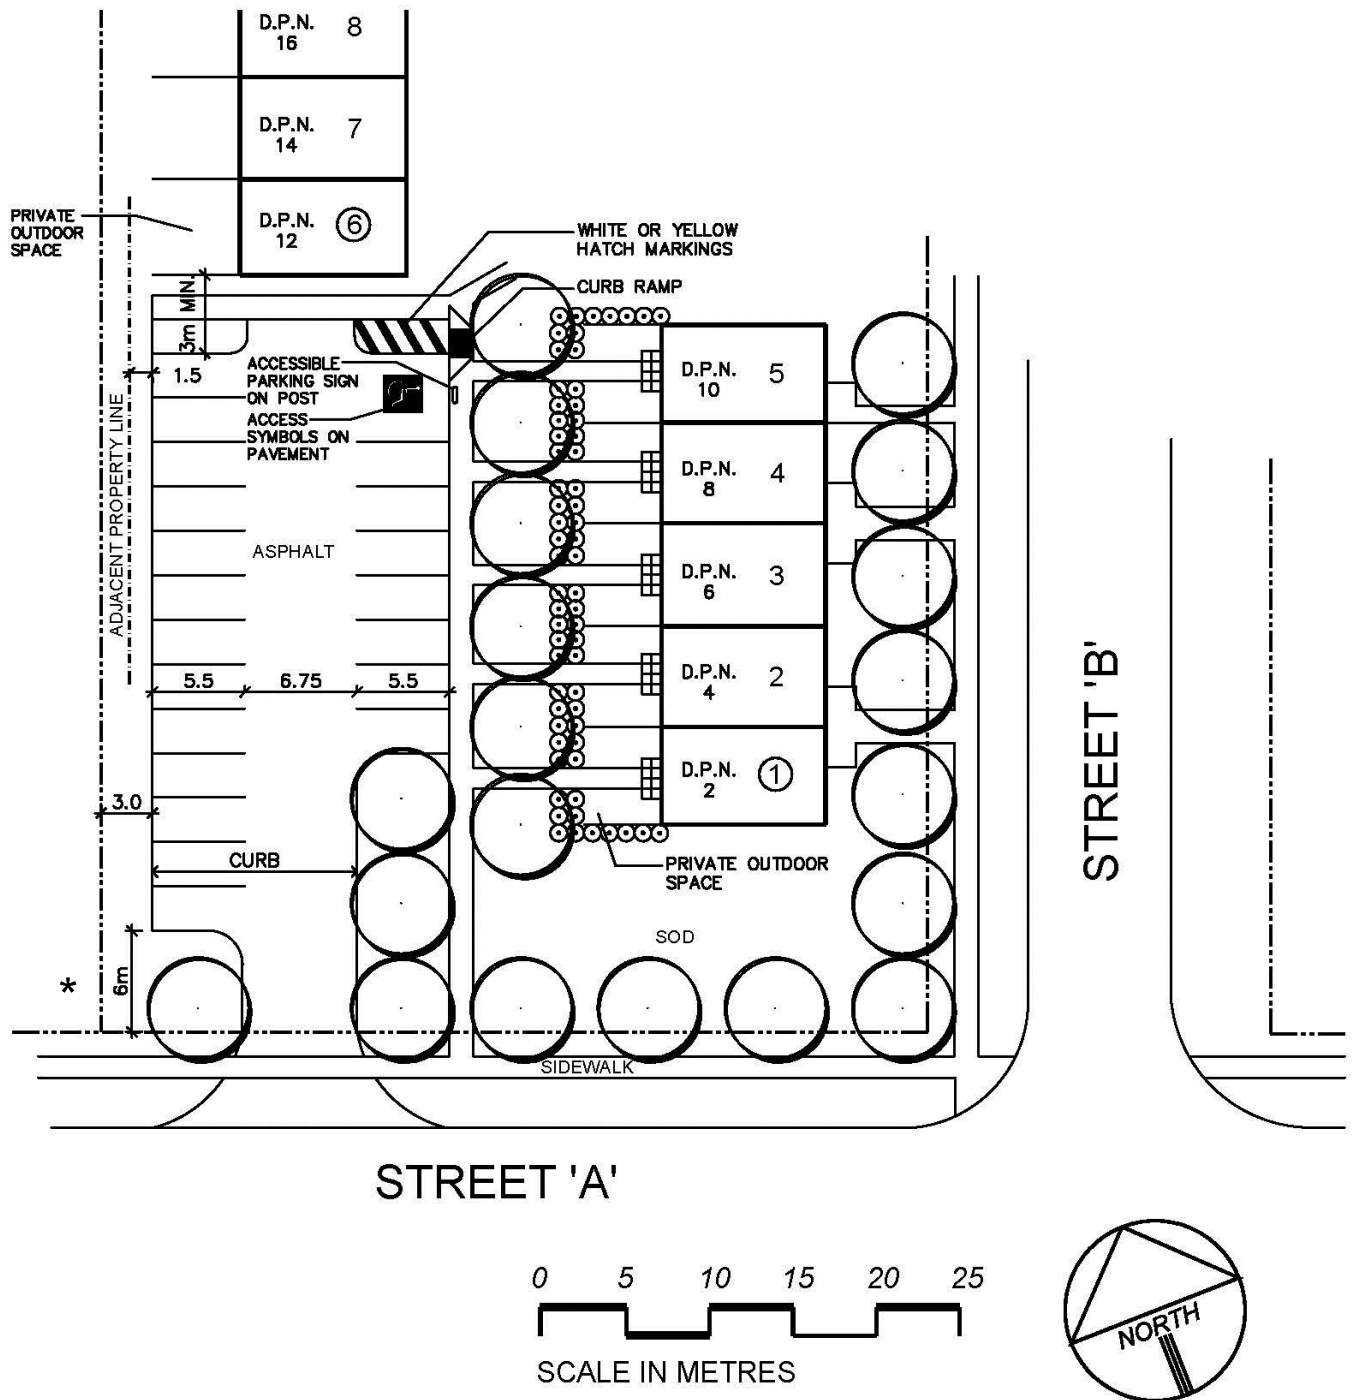 D.P.N. 8
16
D.P.N. 7
14
D.P.N. 6
12
PRIVATE
OUTDOOR
SPACE
WHITE OR YELLOW
HATCH MARKINGS
CURB RAMP
3m MIN.
1.5
ACCESSIBLE
PARKING SIGN
ON POST
ACCESS
SYMBOLS ON
PAVEMENT
ADJACENT PROPERTY LINE
ASPHALT
D.P.N. 5
10
D.P.N. 4
8
D.P.N. 3
6
D.P.N. 2
4
D.P.N. 1
2
5.5 6.75 5.5
3.0
CURB
PRIVATE OUTDOOR
SPACE
SOD
*
6m
SIDEWALK
STREET 'B'
STREET 'A'
0 5 10 15 20 25
SCALE IN METRES
NORTH